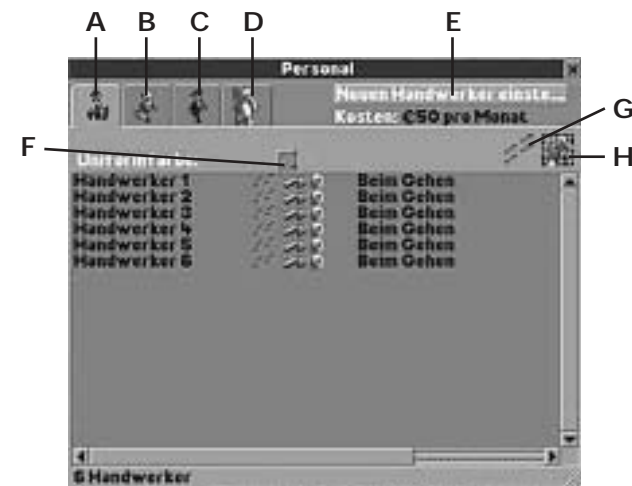 A B C D E
Personal
Neuen Handwerker einste...
Kosten: €50 pro Monat
G
F
H
Uniformfarbe:
Handwerker 1 Beim Gehen
Handwerker 2 Beim Gehen
Handwerker 3 Beim Gehen
Handwerker 4 Beim Gehen
Handwerker 5 Beim Gehen
Handwerker 6 Beim Gehen
6 Handwerker